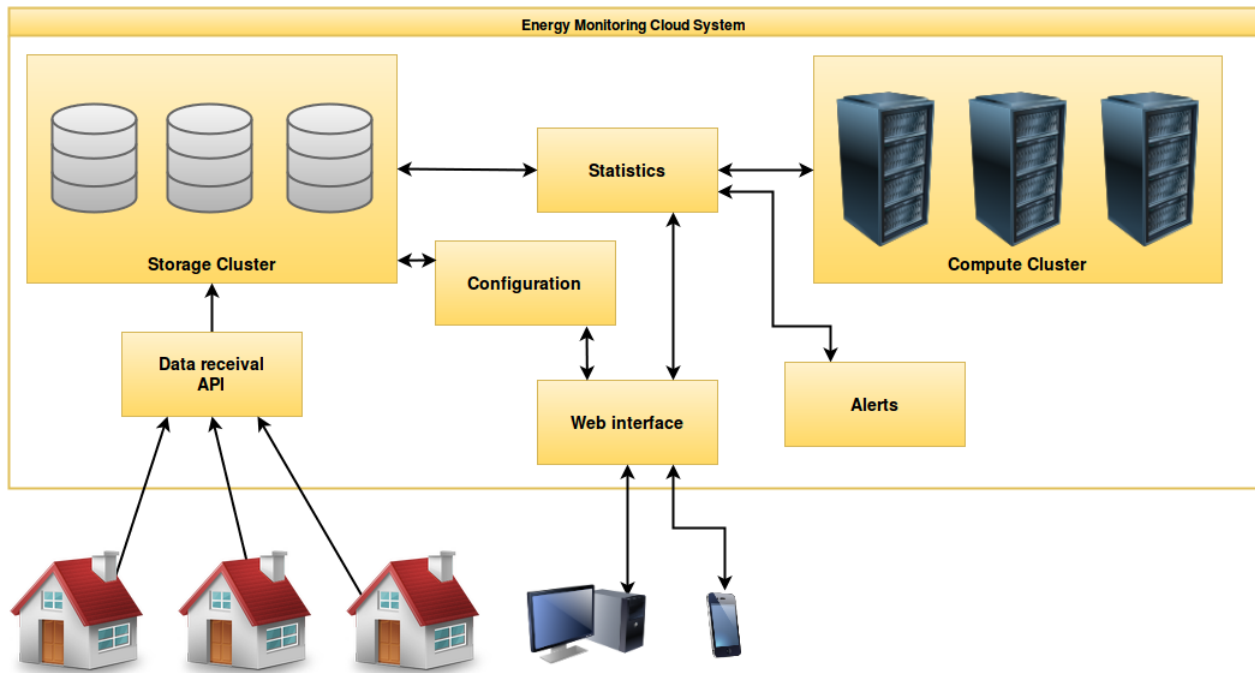 Energy Monitoring Cloud System
Statistics
Storage Cluster
Compute Cluster
Configuration
Data receival
API
Web interface
Alerts